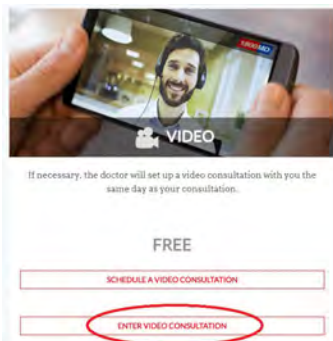 VIDEO
If necessary, the doctor will set up a video consultation with you the
same day as your consultation.
FREE
SCHEDULE A VIDEO CONSULTATION
ENTER VIDEO CONSULTATION